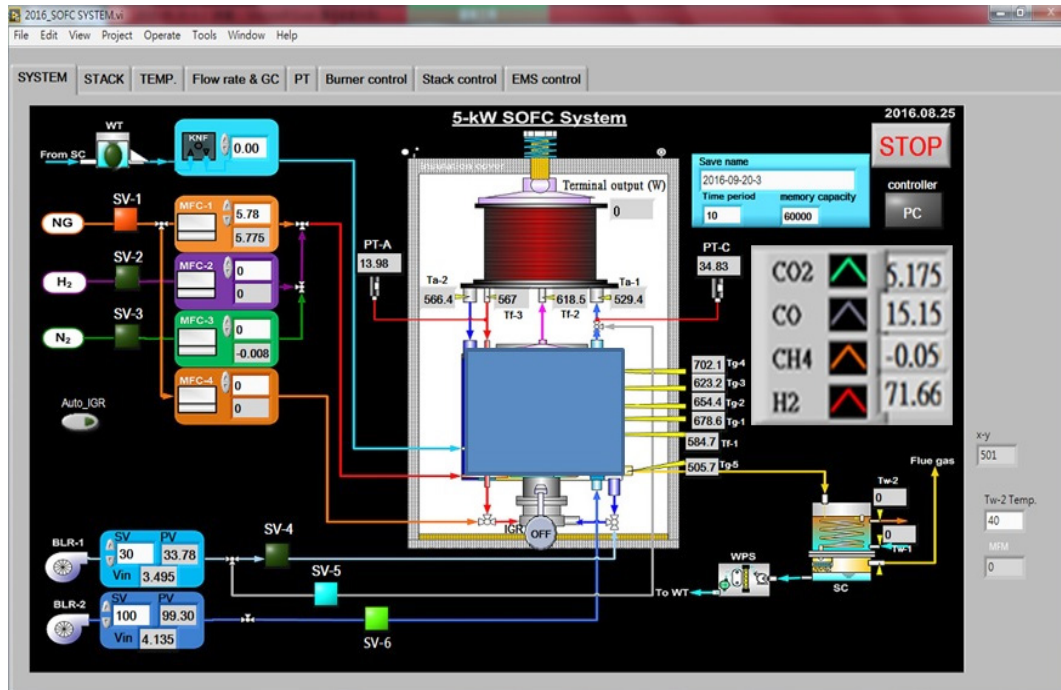 2016_SOFC SYSTEM.vi
File Edit View Project Operate Tools Window Help
SYSTEM STACK TEMP. Flow rate & GC PT Burner control Stack control EMS control
5-kW SOFC System
2016.08.25
STOP
WT
From SC
KNF
0.00
Insulation cover
Terminal output (W)
0
Save name
2016-09-20-3
Time period memory capacity
10 60000
controller
PC
NG
SV-1
MFC-1
5.78
5.775
H2
SV-2
MFC-2
0
0
N2
SV-3
MFC-3
0
-0.008
MFC-4
0
0
Auto_IGR
PT-A
13.98
PT-C
34.83
Ta-2
566.4
567
Tf-3
618.5
Tf-2
Ta-1
529.4
CO2 5.175
CO 15.15
CH4 -0.05
H2 71.66
702.1 Tg-4
623.2 Tg-3
654.4 Tg-2
678.6 Tg-1
584.7 Tf-1
505.7 Tg-5
IGR
OFF
x-y
501
Tw-2 Temp.
40
MFM
0
Flue gas
Tw-2
0
0
Tw-1
SC
WPS
To WT
BLR-1
SV PV
30 33.78
Vin 3.495
SV-4
SV-5
BLR-2
SV PV
100 99.30
Vin 4.135
SV-6